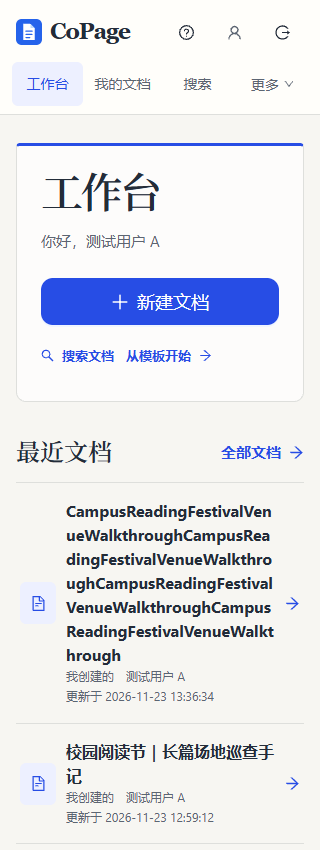 CoPage
工作台 我的文档 搜索 更多
工作台
你好，测试用户 A
新建文档
搜索文档 从模板开始
最近文档 全部文档
CampusReadingFestivalVen
ueWalkthroughCampusRea
dingFestivalVenueWalkthro
ughCampusReadingFestival
VenueWalkthroughCampus
ReadingFestivalVenueWalkt
hrough
我创建的 测试用户 A
更新于 2026-11-23 13:36:34
校园阅读节｜长篇场地巡查手
记
我创建的 测试用户 A
更新于 2026-11-23 12:59:12